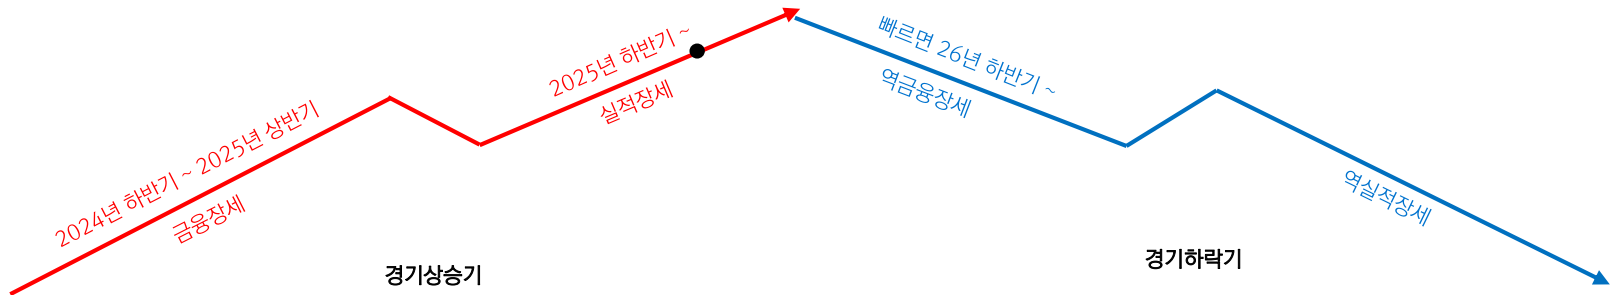 2024년 하반기 ~ 2025년 상반기
금융장세
2025년 하반기 ~
실적장세
빠르면 26년 하반기 ~
역금융장세
역실적장세
경기상승기
경기하락기